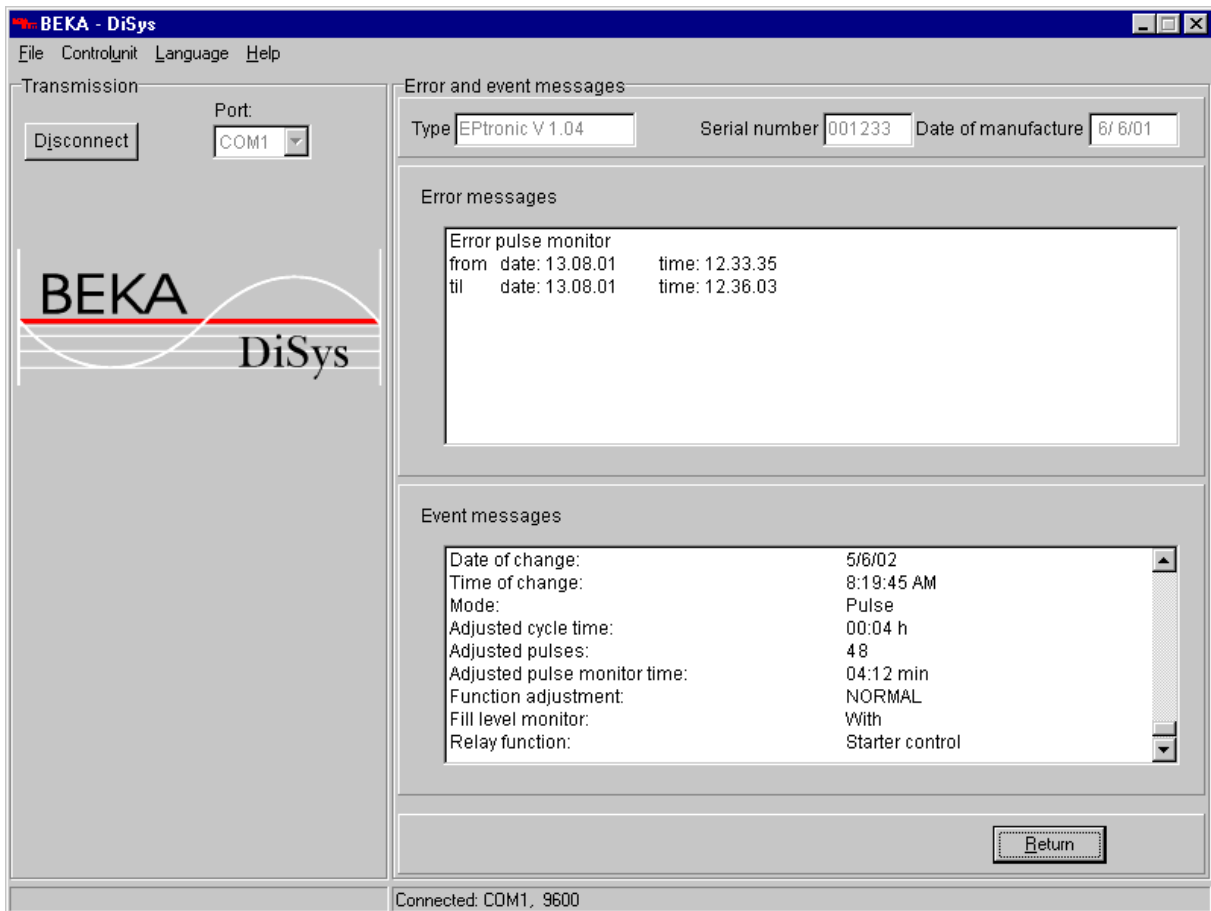 BEKA - DiSys
File Controlunit Language Help
Transmission
Port:
Disconnect COM1
BEKA
DiSys
Error and event messages
Type EPtronic V 1.04 Serial number 001233 Date of manufacture 6/ 6/01
Error messages
Error pulse monitor
from date: 13.08.01 time: 12.33.35
til date: 13.08.01 time: 12.36.03
Event messages
Date of change: 5/6/02
Time of change: 8:19:45 AM
Mode: Pulse
Adjusted cycle time: 00:04 h
Adjusted pulses: 48
Adjusted pulse monitor time: 04:12 min
Function adjustment: NORMAL
Fill level monitor: With
Relay function: Starter control
Return
Connected: COM1, 9600